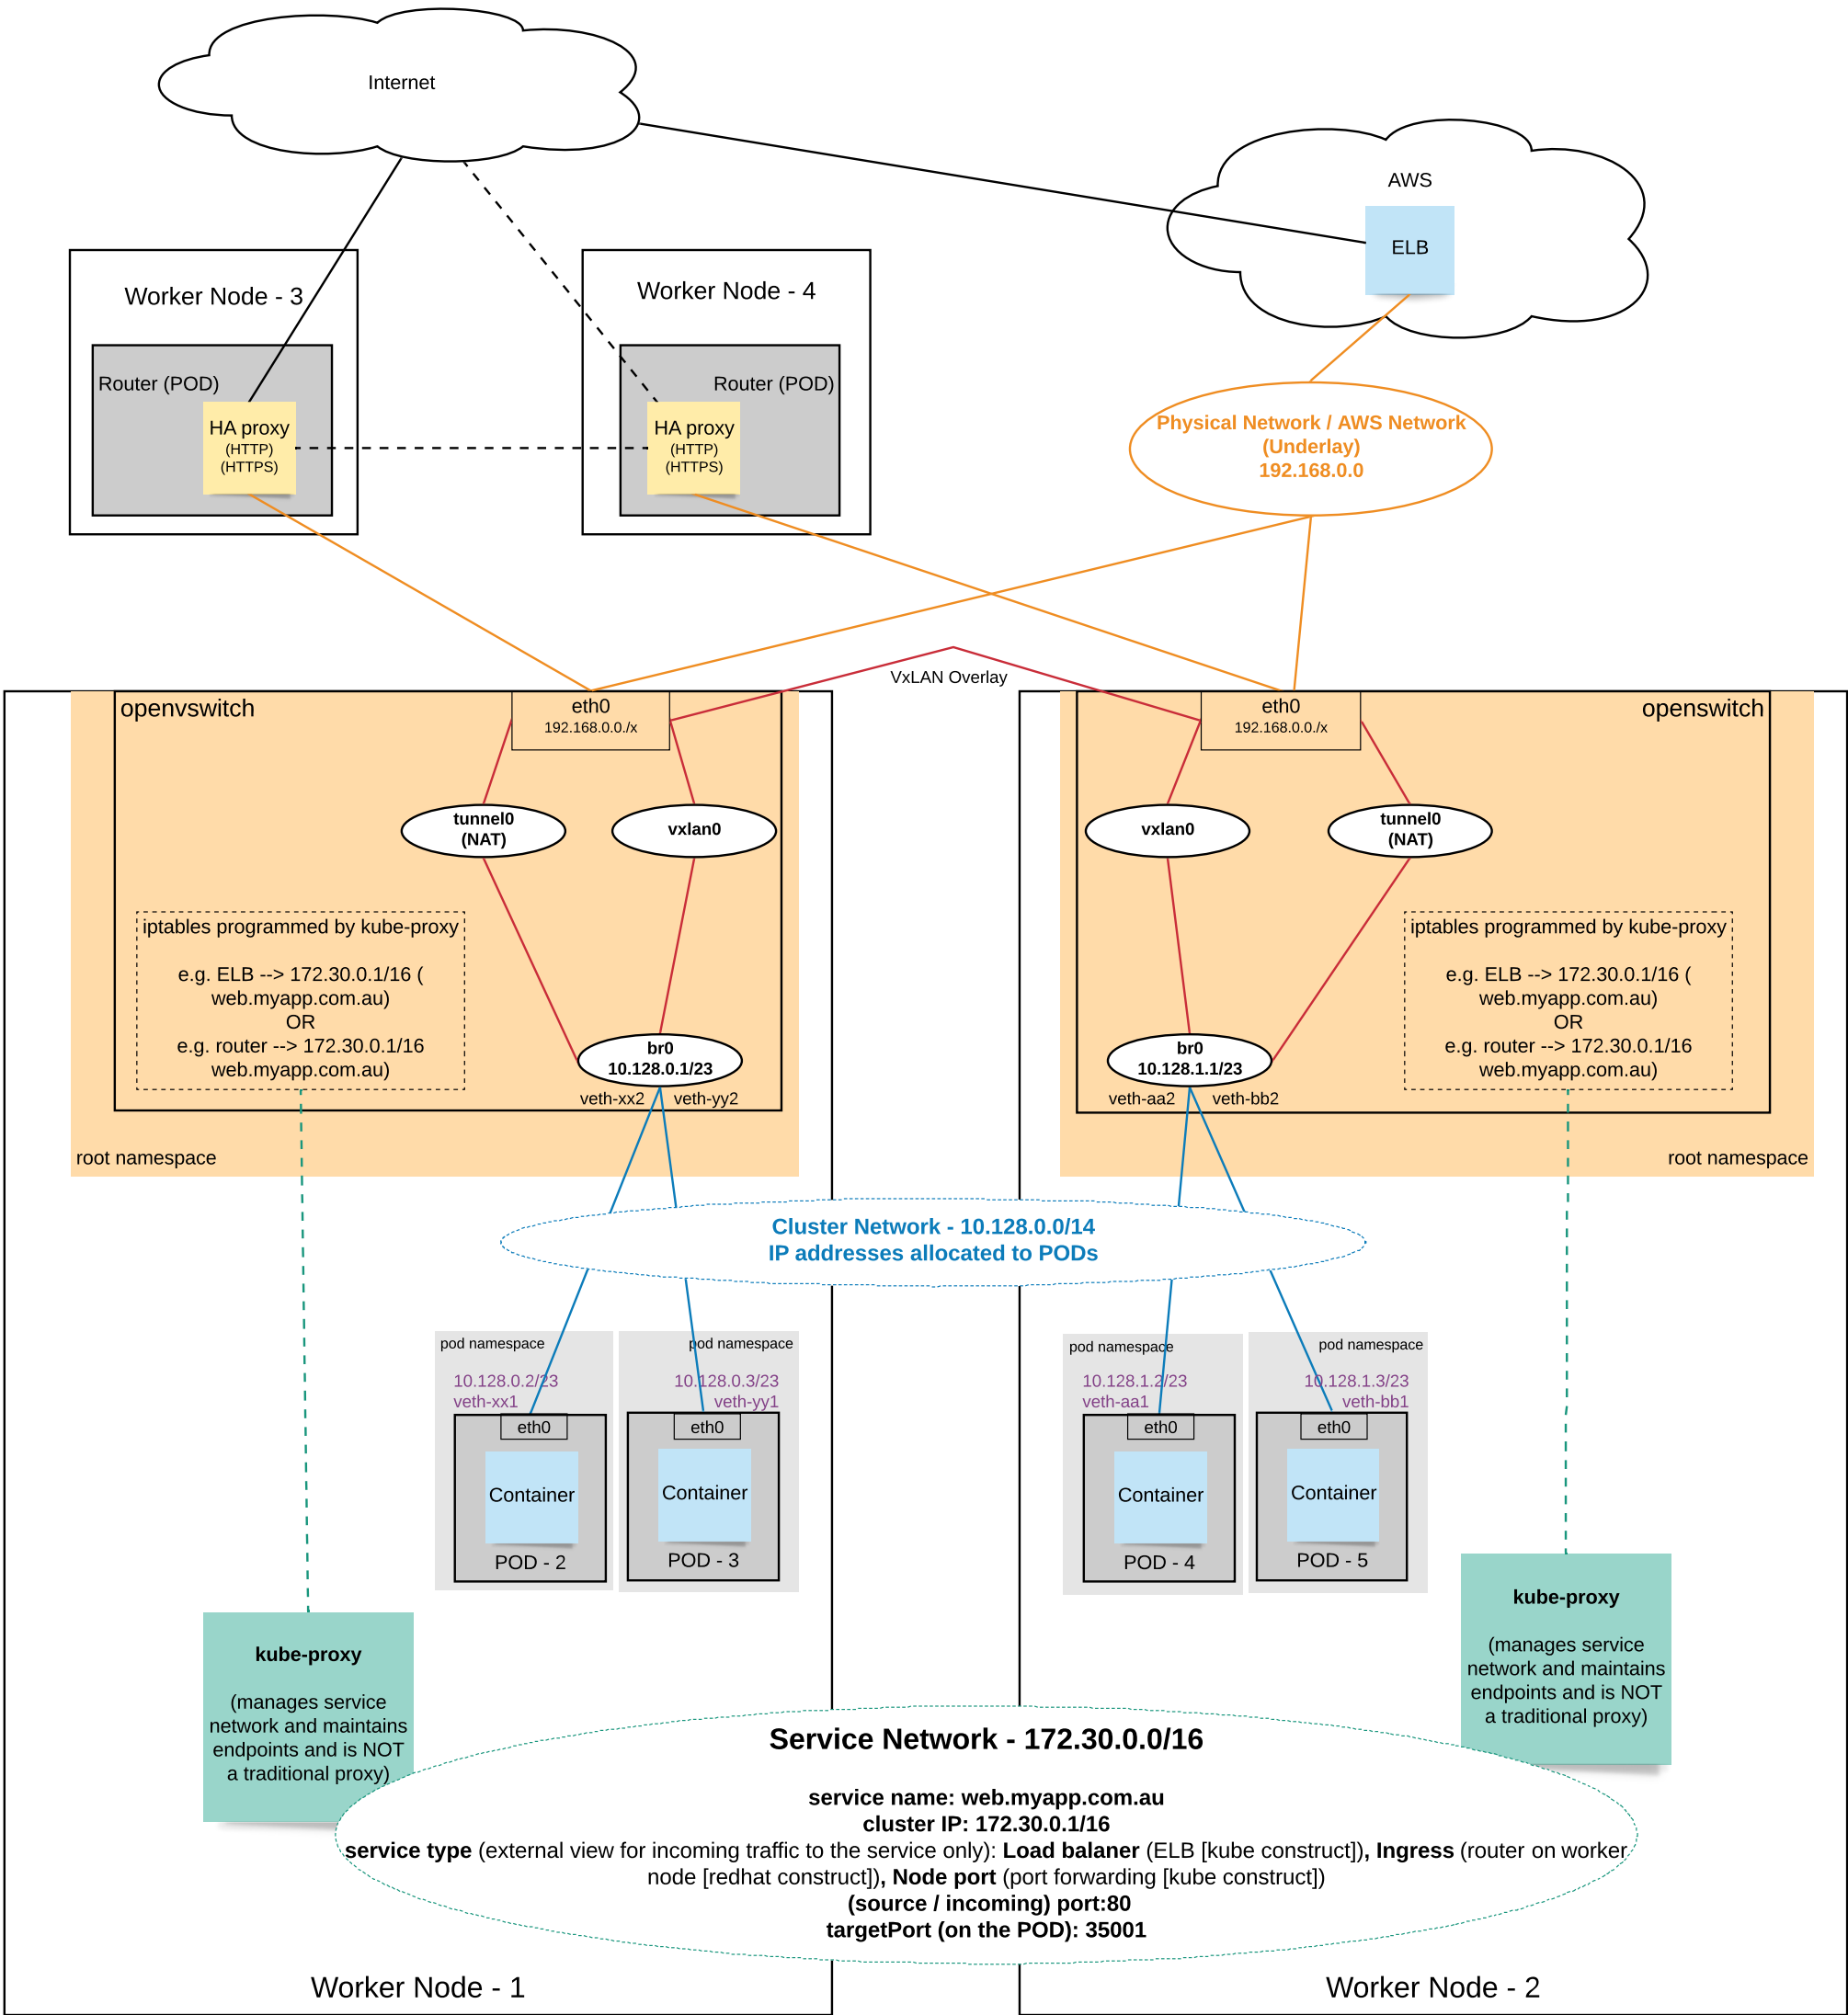 Internet
AWS
ELB
Worker Node - 3
Router (POD)
HA proxy
(HTTP)
(HTTPS)
Worker Node - 4
Router (POD)
HA proxy
(HTTP)
(HTTPS)
Physical Network / AWS Network
(Underlay)
192.168.0.0
VxLAN Overlay
openvswitch
eth0
192.168.0.0./x
tunnel0
(NAT)
vxlan0
iptables programmed by kube-proxy
e.g. ELB --> 172.30.0.1/16 (
web.myapp.com.au)
OR
e.g. router --> 172.30.0.1/16
web.myapp.com.au)
br0
10.128.0.1/23
veth-xx2
veth-yy2
root namespace
openswitch
eth0
192.168.0.0./x
vxlan0
tunnel0
(NAT)
iptables programmed by kube-proxy
e.g. ELB --> 172.30.0.1/16 (
web.myapp.com.au)
OR
e.g. router --> 172.30.0.1/16
web.myapp.com.au)
br0
10.128.1.1/23
veth-aa2
veth-bb2
root namespace
Cluster Network - 10.128.0.0/14
IP addresses allocated to PODs
pod namespace
10.128.0.2/23
veth-xx1
eth0
Container
POD - 2
pod namespace
10.128.0.3/23
veth-yy1
eth0
Container
POD - 3
pod namespace
10.128.1.2/23
veth-aa1
eth0
Container
POD - 4
pod namespace
10.128.1.3/23
veth-bb1
eth0
Container
POD - 5
kube-proxy
(manages service
network and maintains
endpoints and is NOT
a traditional proxy)
kube-proxy
(manages service
network and maintains
endpoints and is NOT
a traditional proxy)
Service Network - 172.30.0.0/16
service name: web.myapp.com.au
cluster IP: 172.30.0.1/16
service type (external view for incoming traffic to the service only): Load balaner (ELB [kube construct]), Ingress (router on worker
node [redhat construct]), Node port (port forwarding [kube construct])
(source / incoming) port:80
targetPort (on the POD): 35001
Worker Node - 1
Worker Node - 2